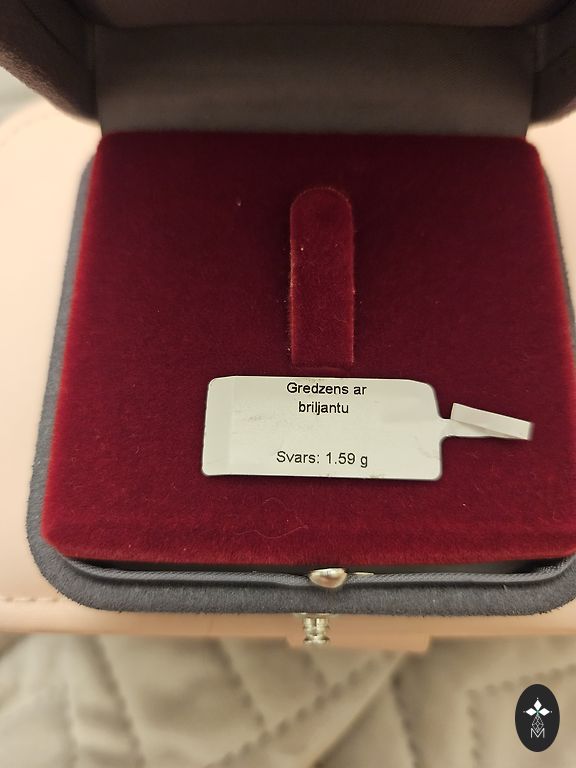 Gredzens ar
briljantu
Svars: 1.59 g
M